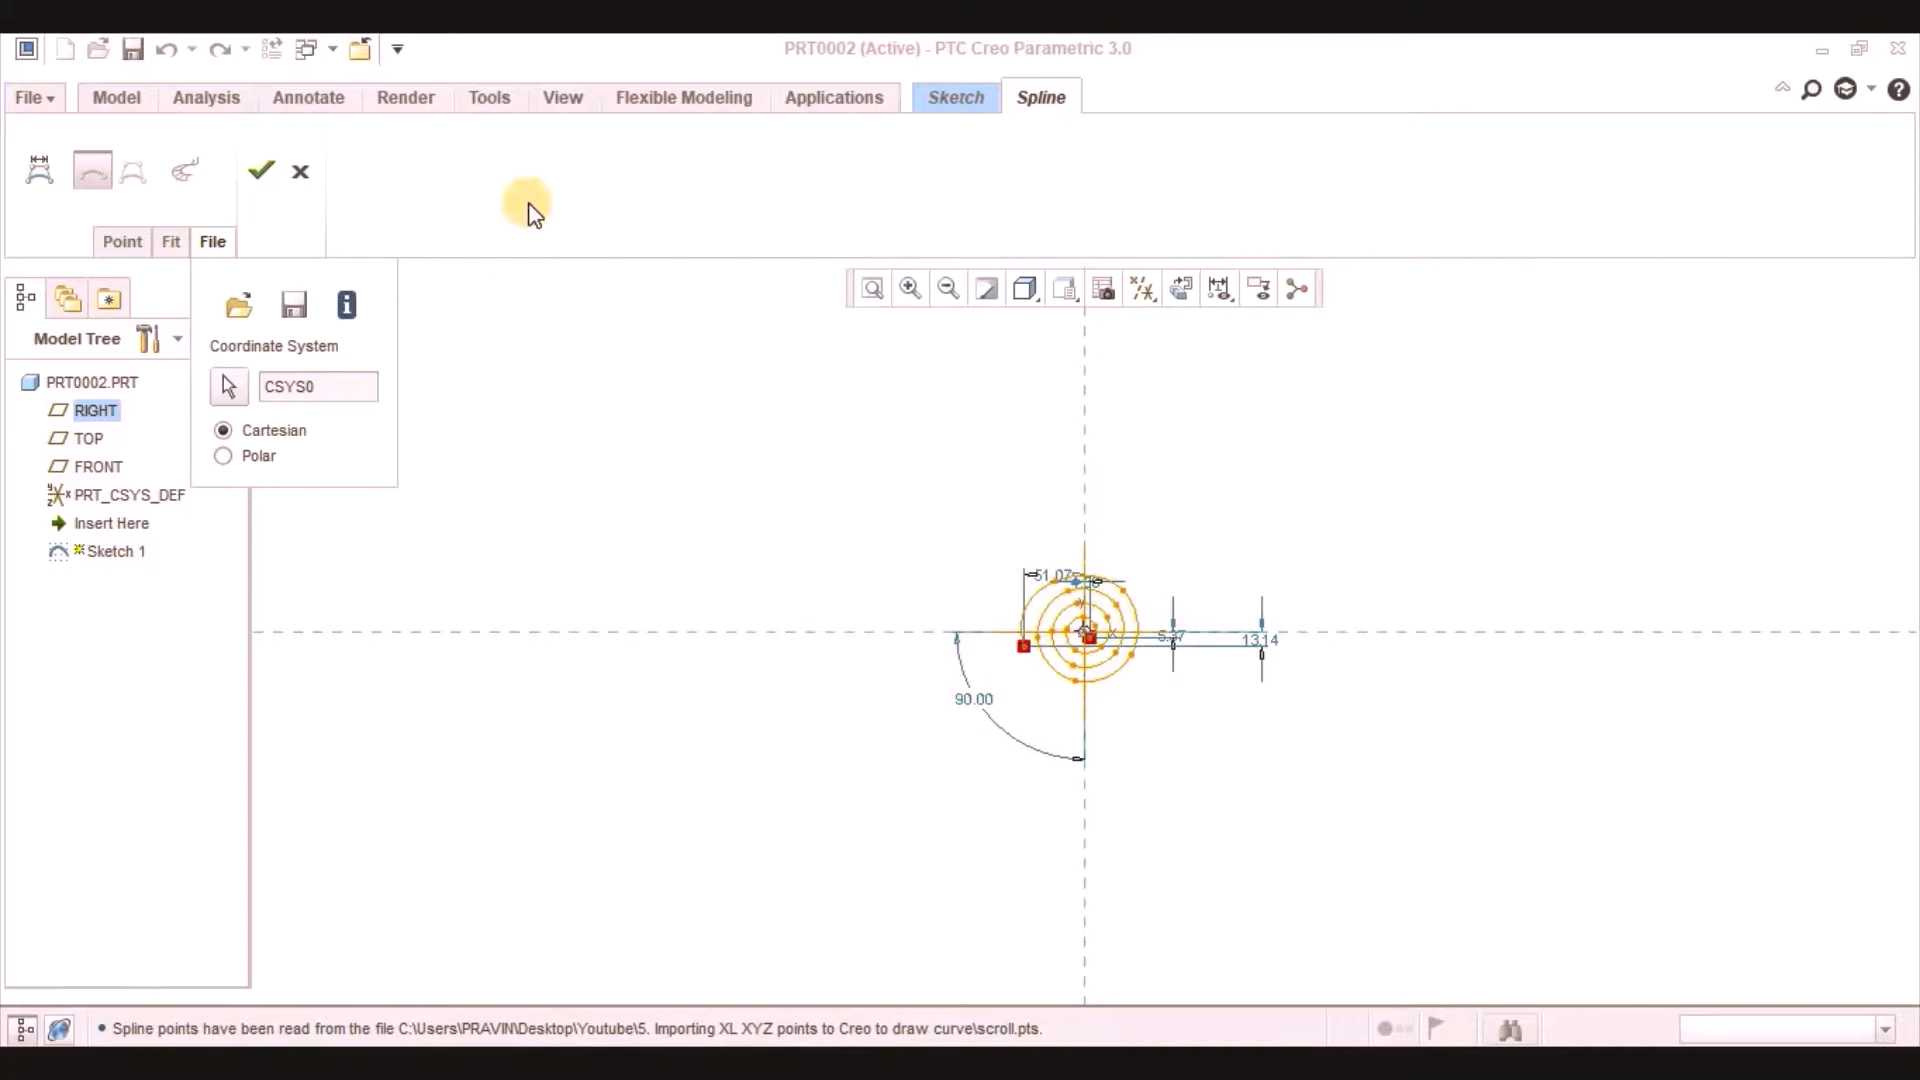 PRT0002 (Active) - PTC Creo Parametric 3.0
File Model Analysis Annotate Render Tools View Flexible Modeling Applications Sketch Spline
Point Fit File
Model Tree
Coordinate System
CSYS0
Cartesian
Polar
PRT0002.PRT
RIGHT
TOP
FRONT
PRT_CSYS_DEF
Insert Here
Sketch 1
51.07
13.14
90.00
• Spline points have been read from the file C:\Users\PRAVIN\Desktop\Youtube\5. Importing XL XYZ points to Creo to draw curve\scroll.pts.